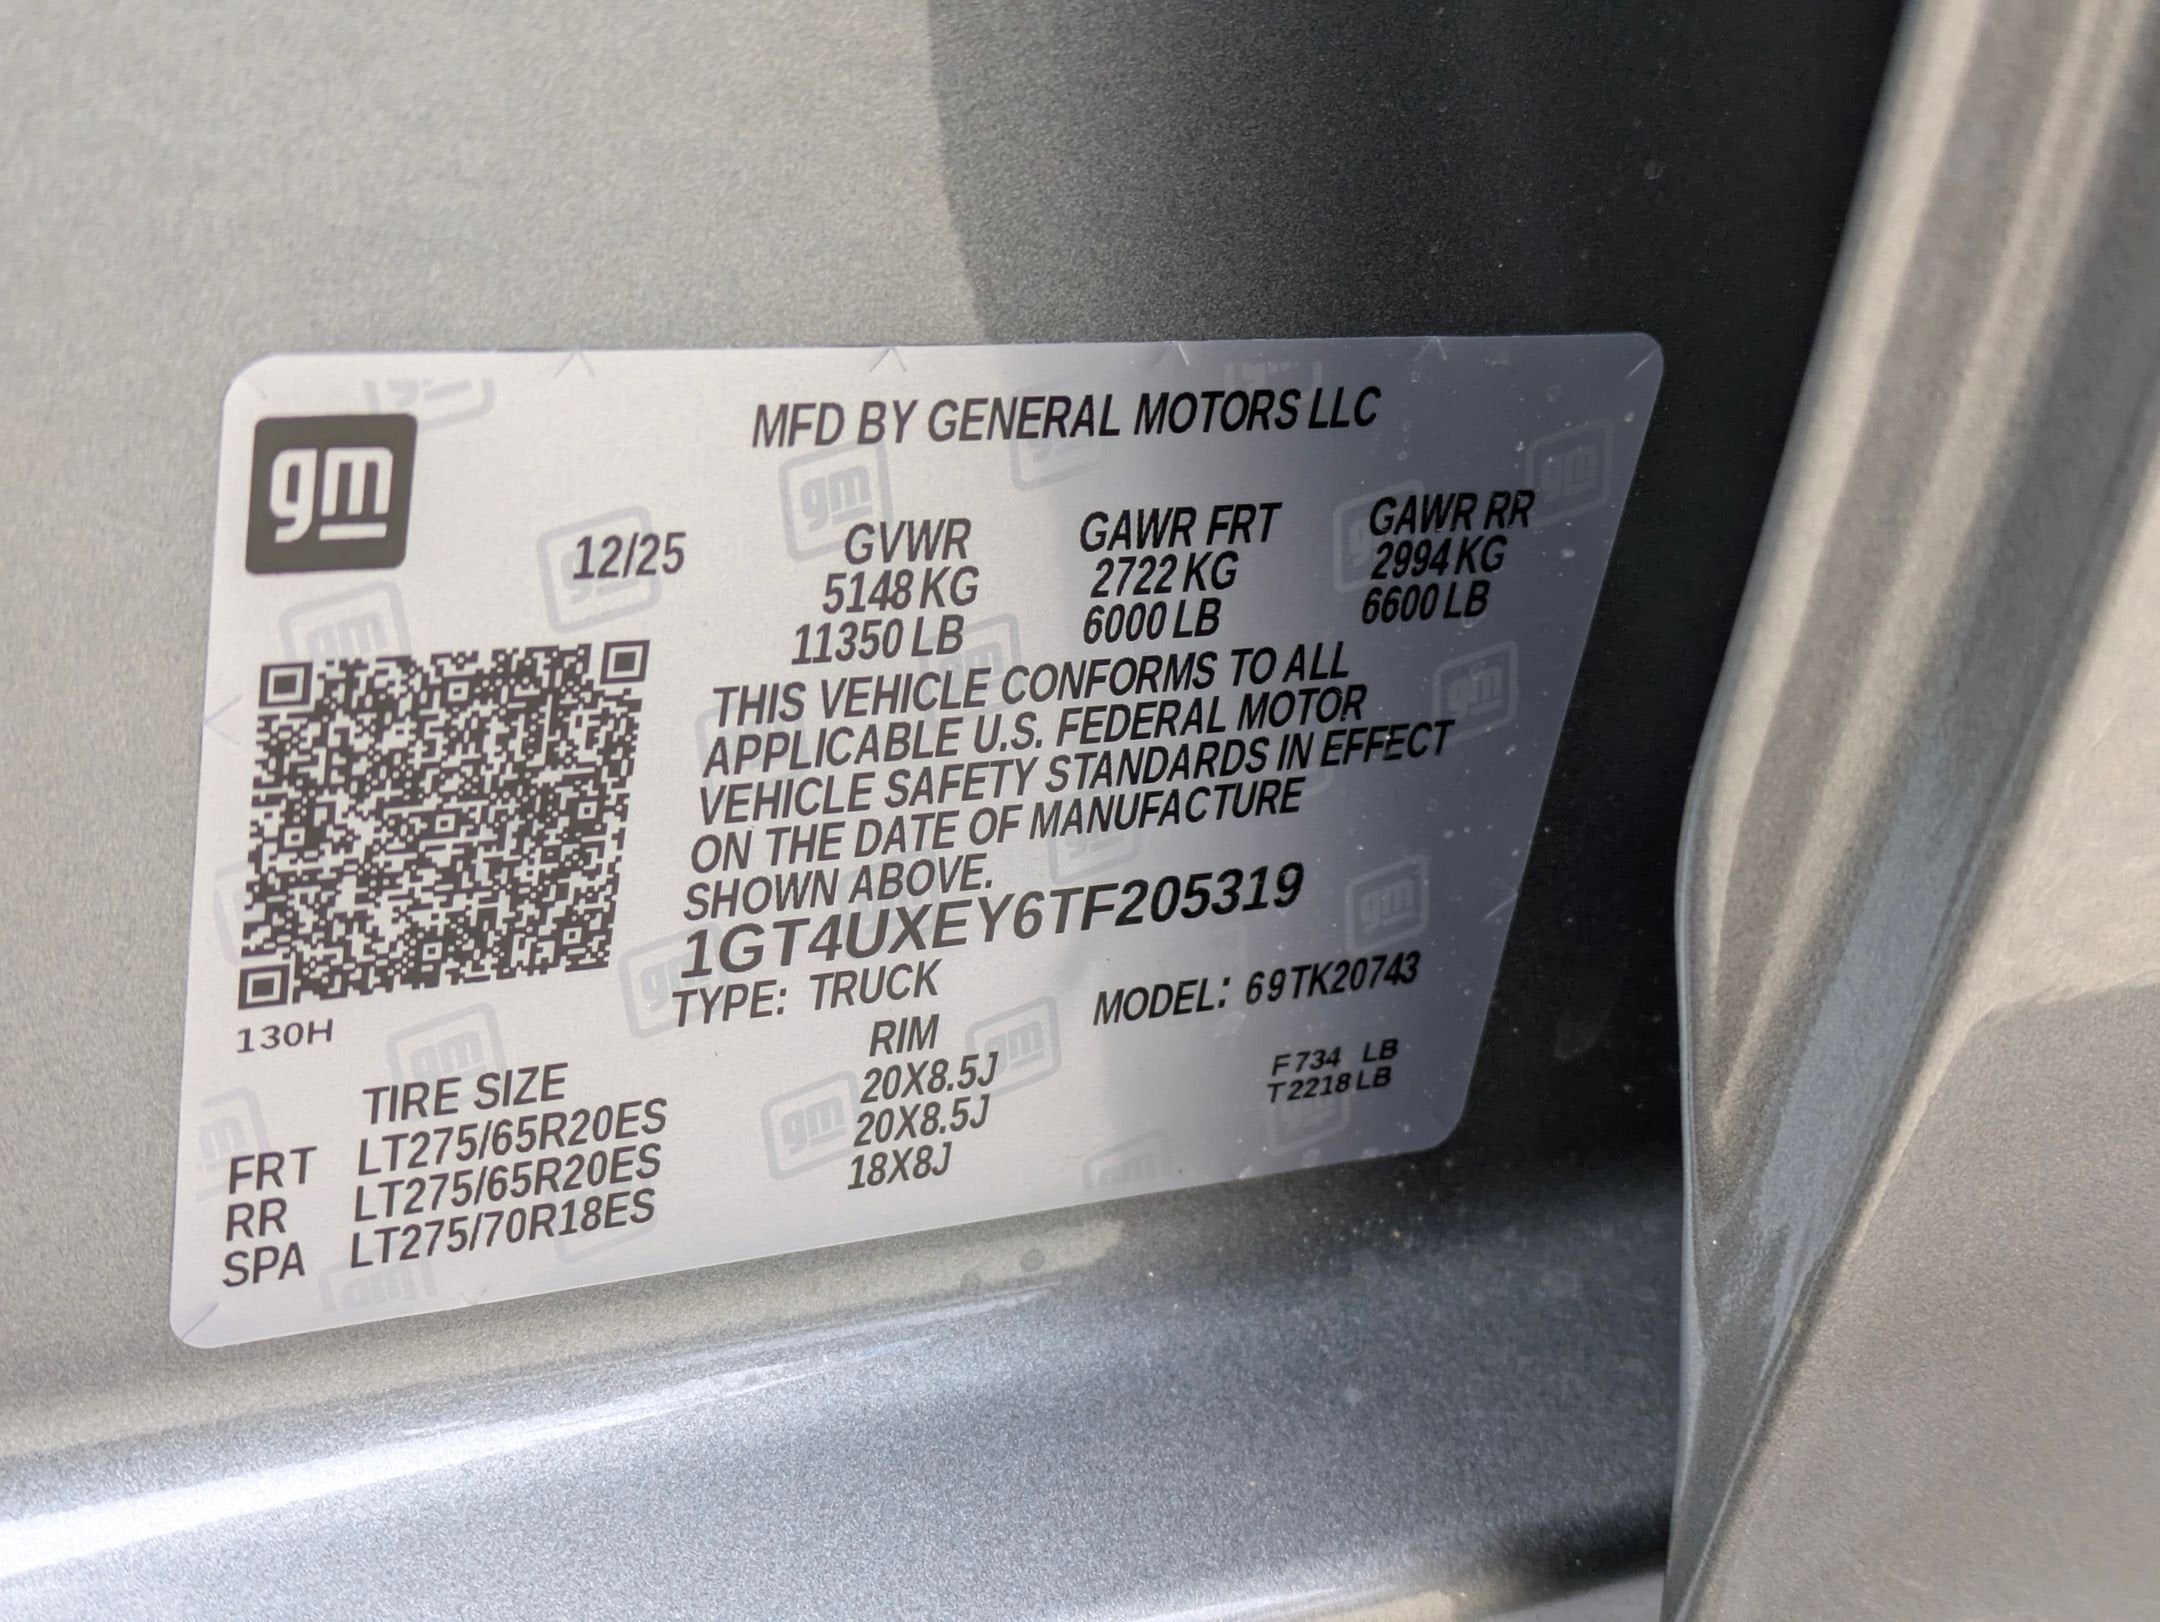 gm
MFD BY GENERAL MOTORS LLC
12/25
GVWR GAWR FRT GAWR RR
5148 KG 2722 KG 2994 KG
11350 LB 6000 LB 6600 LB
THIS VEHICLE CONFORMS TO ALL
APPLICABLE U.S. FEDERAL MOTOR
VEHICLE SAFETY STANDARDS IN EFFECT
ON THE DATE OF MANUFACTURE
SHOWN ABOVE.
1GT4UXEY6TF205319
TYPE: TRUCK MODEL: 69TK20743
130H
TIRE SIZE RIM
FRT LT275/65R20ES 20X8.5J
RR LT275/65R20ES 20X8.5J
SPA LT275/70R18ES 18X8J
F 734 LB
T 2218 LB